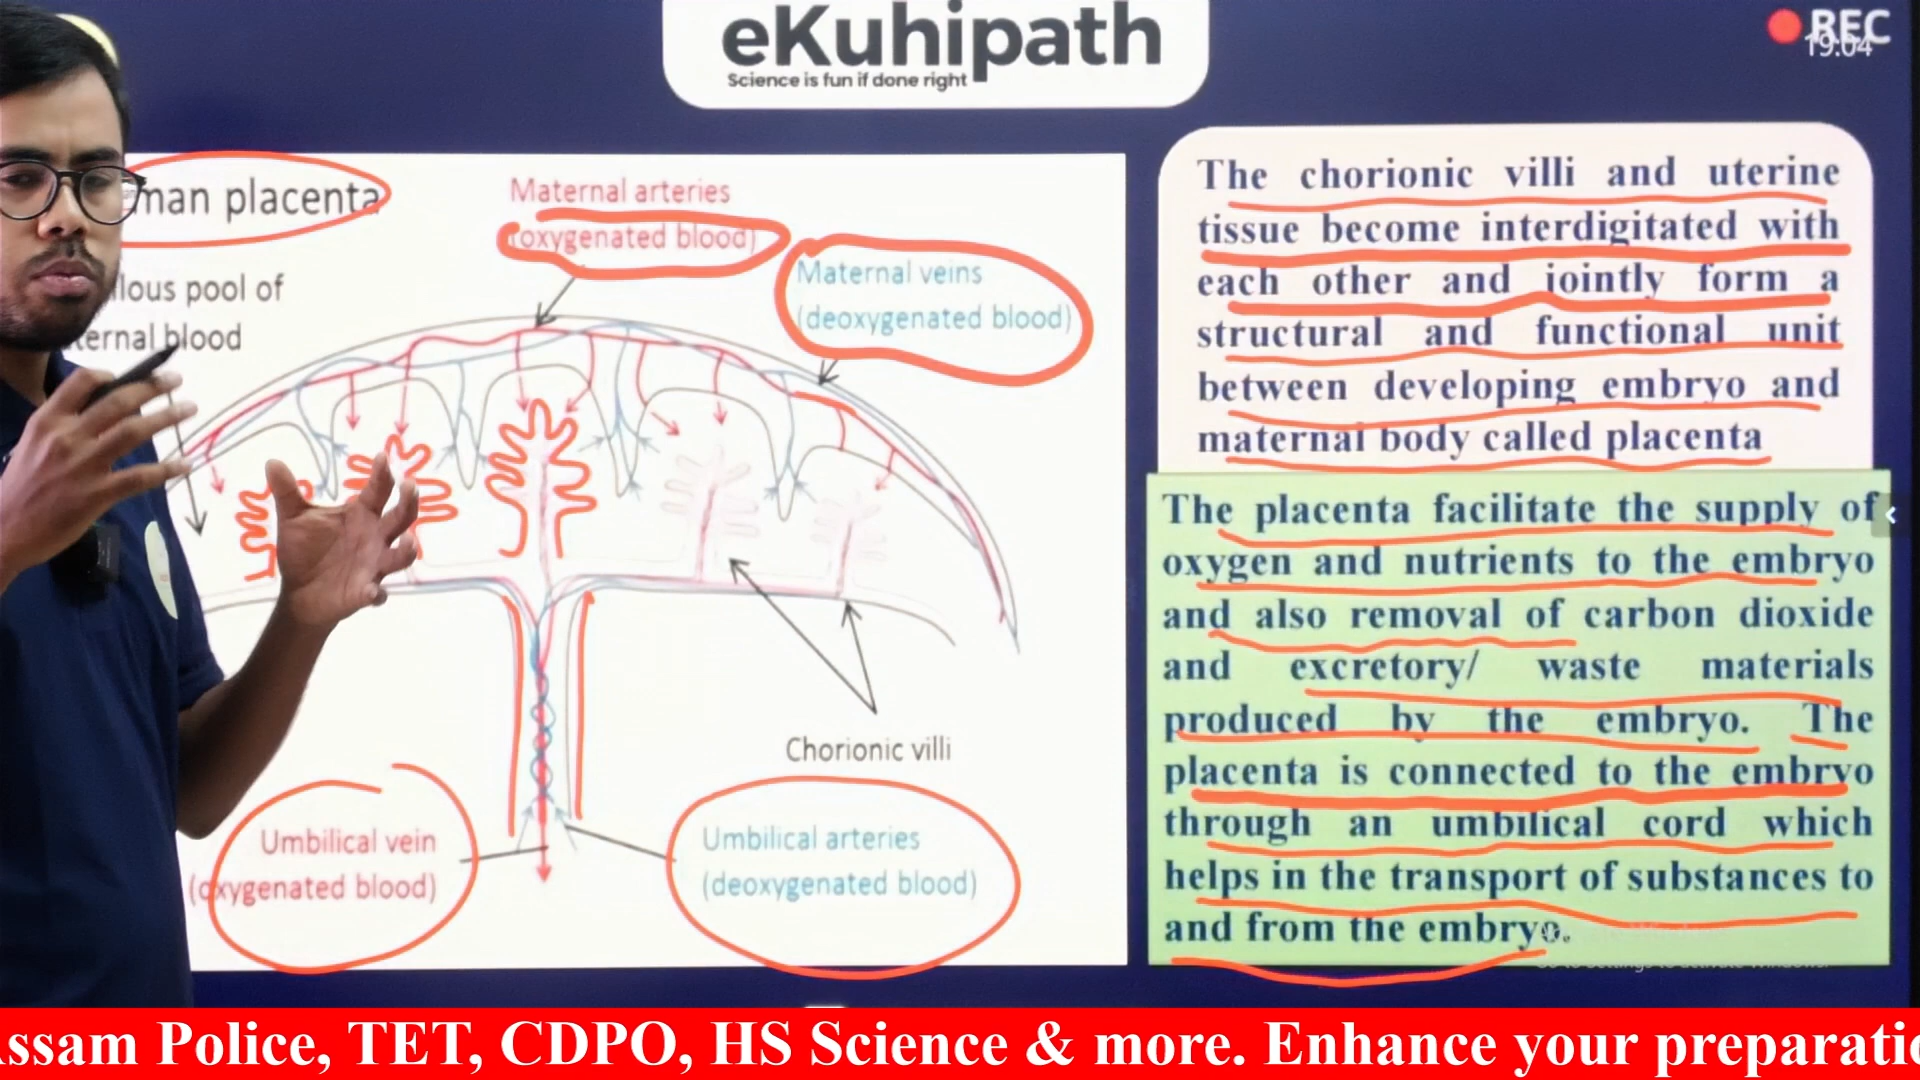 eKuhipath
Science is fun if done right
REC
19:04
man placenta
Maternal arteries
(oxygenated blood)
Maternal veins
(deoxygenated blood)
pool of
blood
Chorionic villi
Umbilical vein
(oxygenated blood)
Umbilical arteries
(deoxygenated blood)
The chorionic villi and uterine
tissue become interdigitated with
each other and jointly form a
structural and functional unit
between developing embryo and
maternal body called placenta
The placenta facilitate the supply of
oxygen and nutrients to the embryo
and also removal of carbon dioxide
and excretory/ waste materials
produced by the embryo. The
placenta is connected to the embryo
through an umbilical cord which
helps in the transport of substances to
and from the embryo.
ssam Police, TET, CDPO, HS Science & more. Enhance your preparatio